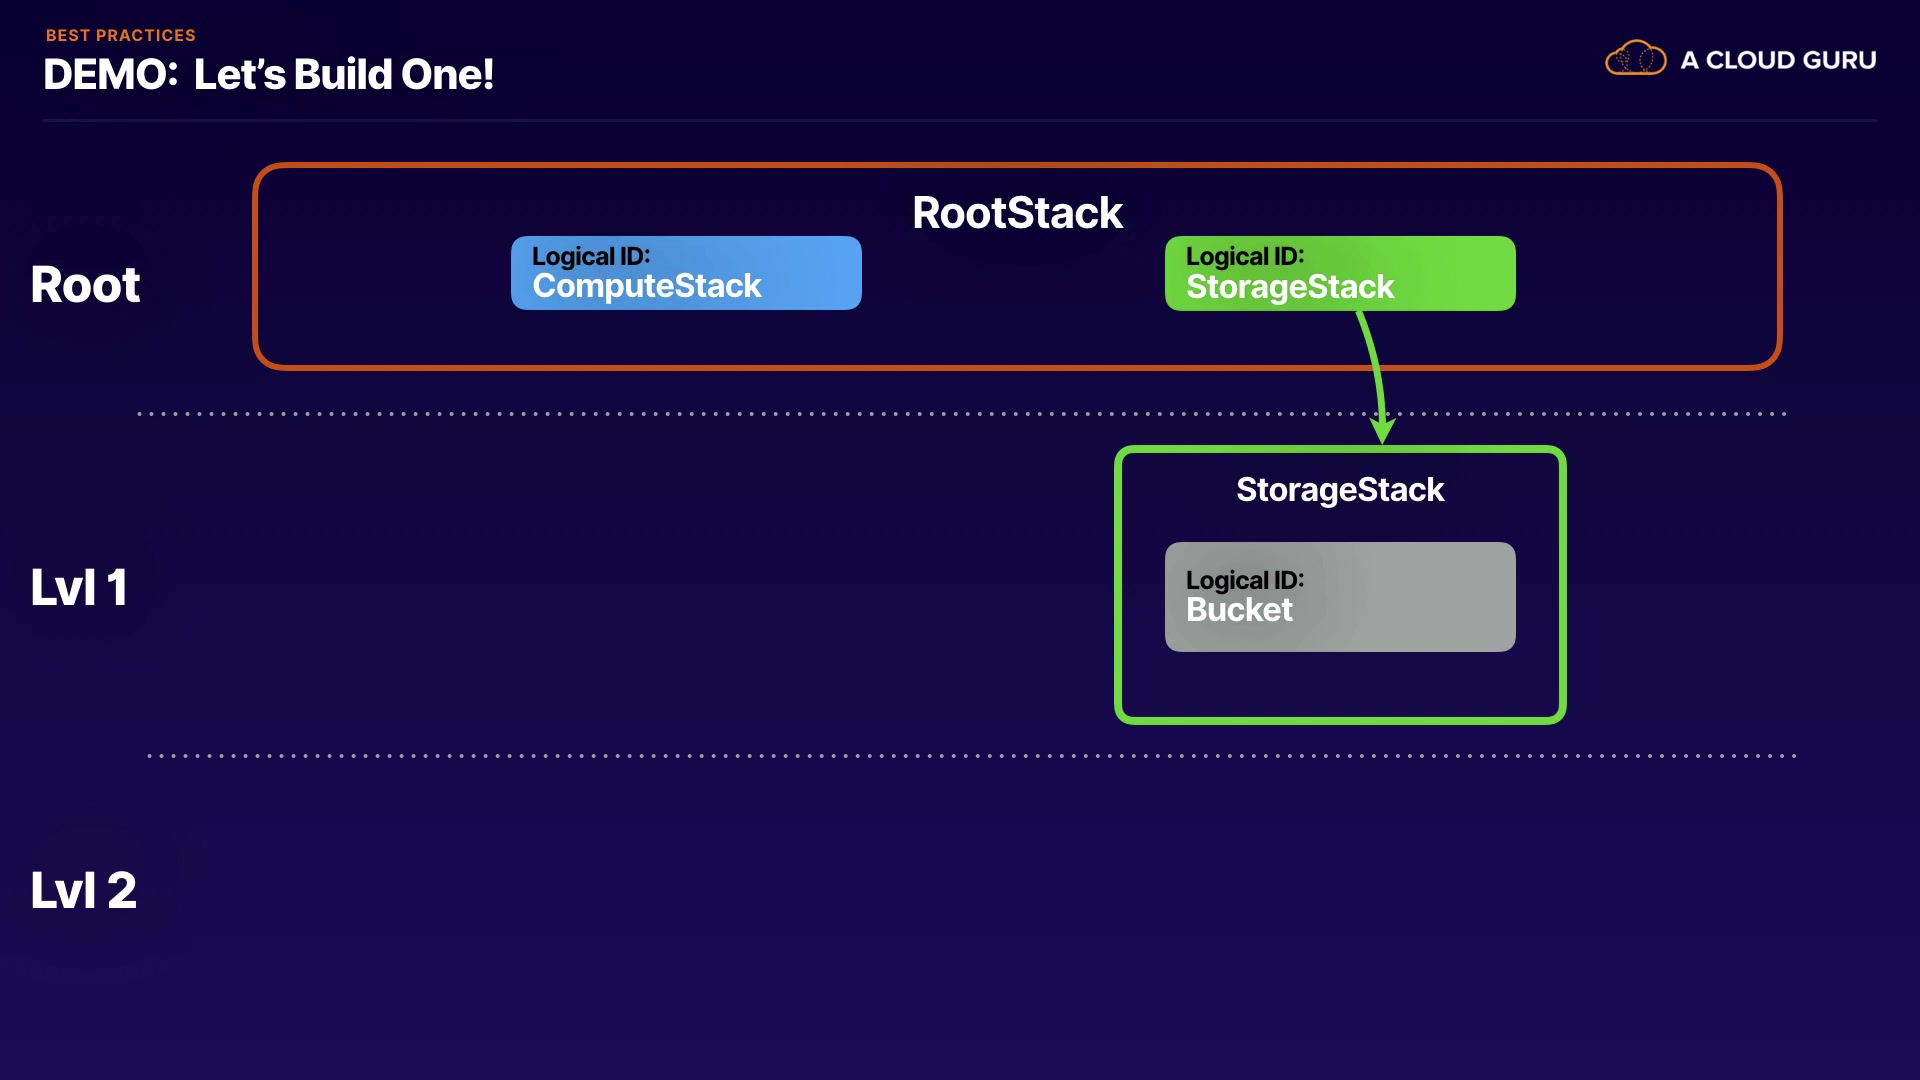 BEST PRACTICES
DEMO: Let's Build One!
A CLOUD GURU
RootStack
Root
Logical ID:
ComputeStack
Logical ID:
StorageStack
StorageStack
Lvl 1
Logical ID:
Bucket
Lvl 2